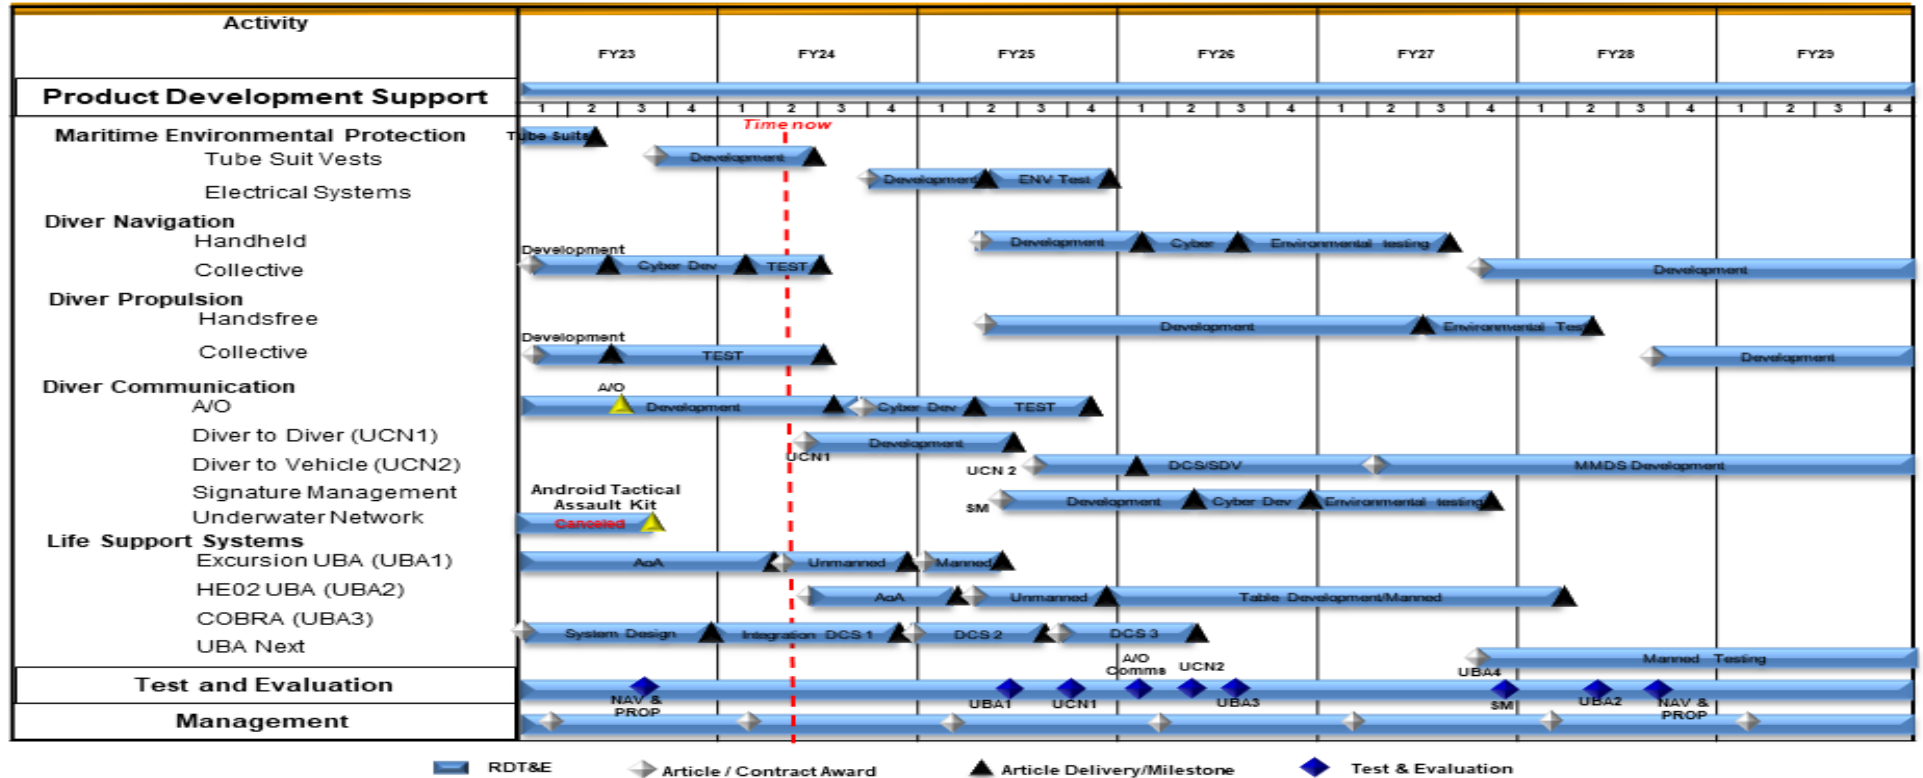 Activity
FY23 FY24 FY25 FY26 FY27 FY28 FY29
Product Development Support
1 2 3 4 1 2 3 4 1 2 3 4 1 2 3 4 1 2 3 4 1 2 3 4 1 2 3 4
Time now
Maritime Environmental Protection Tube Suits
Tube Suit Vests Development
Electrical Systems Development ENV Test
Diver Navigation
Handheld Development Cyber Environmental testing
Development
Collective Cyber Dev TEST Development
Diver Propulsion
Handsfree Development Environmental Test
Development
Collective TEST Development
Diver Communication
A/O
A/O Development Cyber Dev TEST
Diver to Diver (UCN1) Development
UCN1
Diver to Vehicle (UCN2) UCN 2 DCS/SDV MMDS Development
Signature Management SM Development Cyber Dev Environmental testing
Android Tactical
Assault Kit
Underwater Network Canceled
Life Support Systems
Excursion UBA (UBA1) AoA Unmanned Manned
HE02 UBA (UBA2) AoA Unmanned Table Development/Manned
COBRA (UBA3) System Design Integration DCS 1 DCS 2 DCS 3
UBA Next UBA4 Manned Testing
A/O
Comms UCN2
Test and Evaluation
NAV &
PROP
UBA1 UCN1 UBA3 SM UBA2
NAV &
PROP
Management
RDT&E Article / Contract Award Article Delivery/Milestone Test & Evaluation